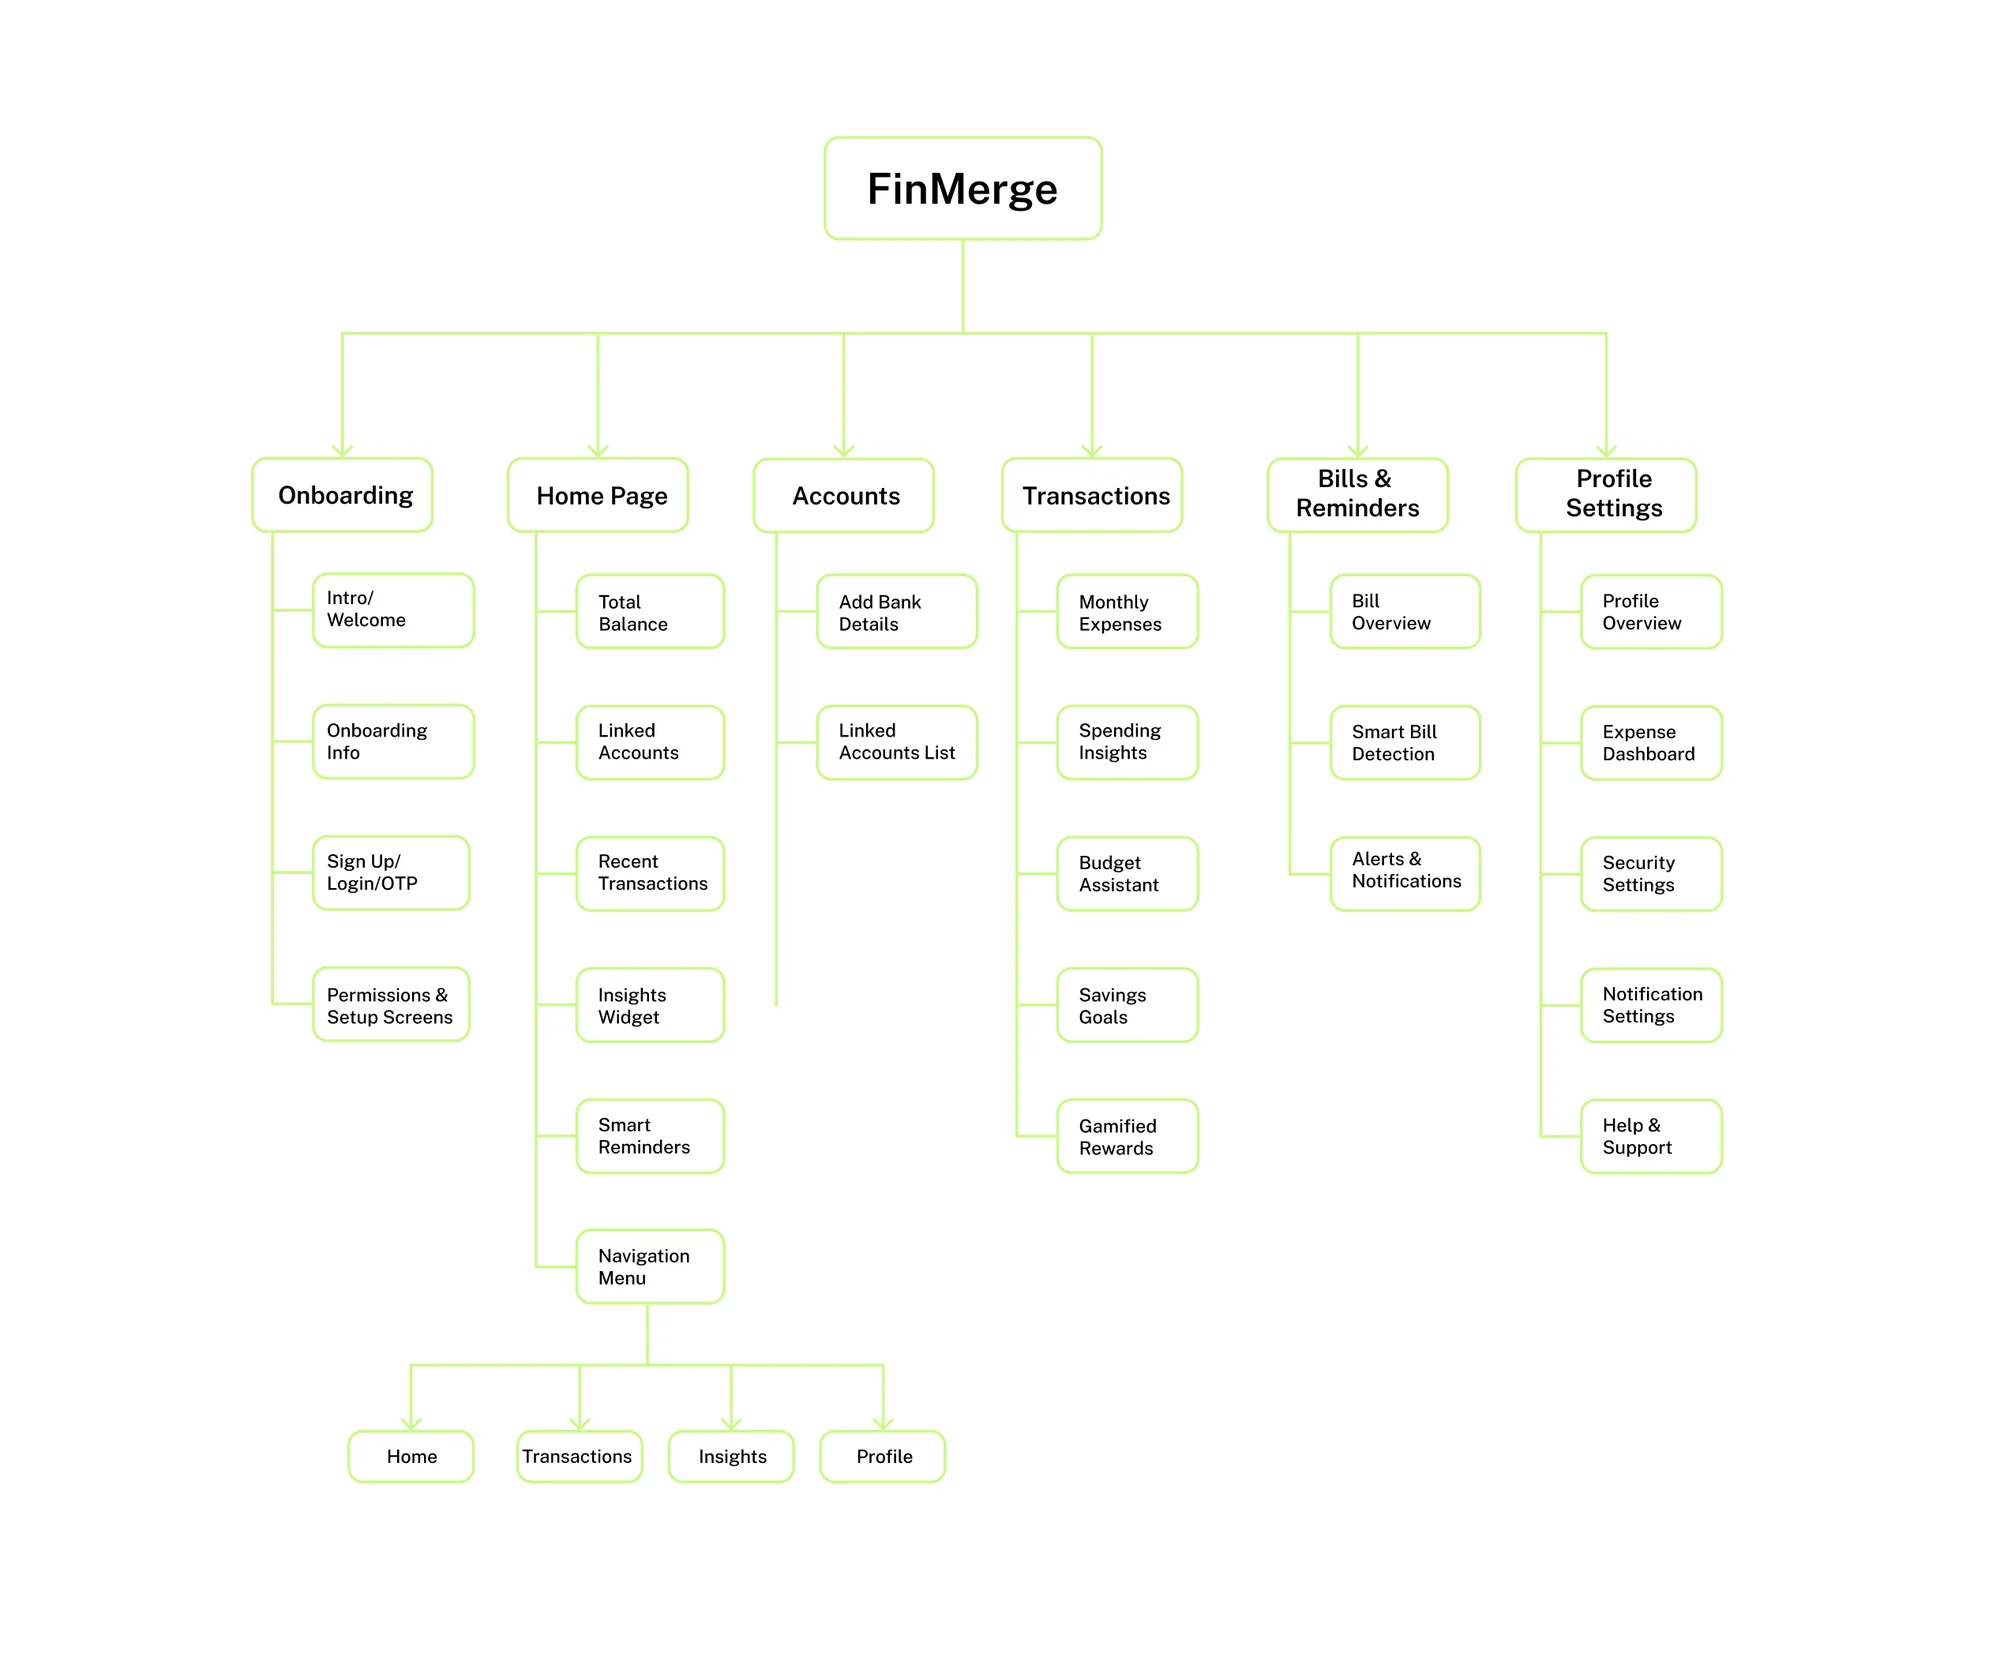 FinMerge
Onboarding
Intro/
Welcome
Onboarding
Info
Sign Up/
Login/OTP
Permissions &
Setup Screens
Home Page
Total
Balance
Linked
Accounts
Recent
Transactions
Insights
Widget
Smart
Reminders
Navigation
Menu
Home
Transactions
Insights
Profile
Accounts
Add Bank
Details
Linked
Accounts List
Transactions
Monthly
Expenses
Spending
Insights
Budget
Assistant
Savings
Goals
Gamified
Rewards
Bills &
Reminders
Bill
Overview
Smart Bill
Detection
Alerts &
Notifications
Profile
Settings
Profile
Overview
Expense
Dashboard
Security
Settings
Notification
Settings
Help &
Support